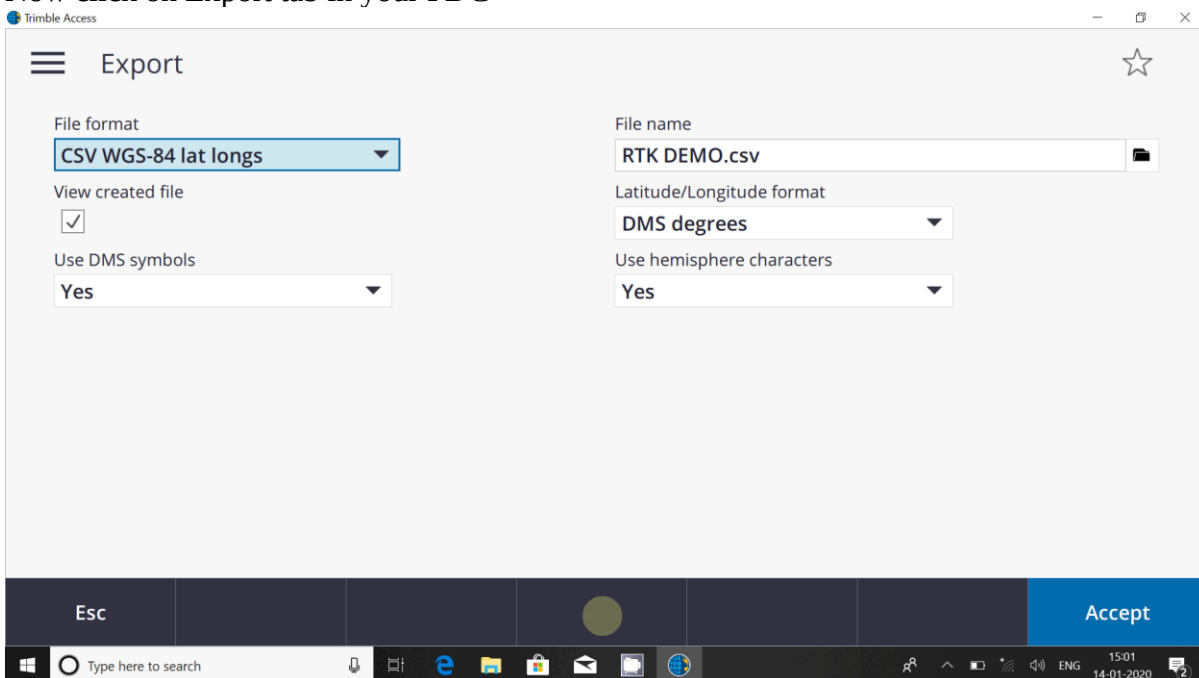 Trimble Access
Export
File format
CSV WGS-84 lat longs
File name
RTK DEMO.csv
View created file
Latitude/Longitude format
DMS degrees
Use DMS symbols
Yes
Use hemisphere characters
Yes
Esc
Accept
Type here to search
ENG
15:01
14-01-2020
2